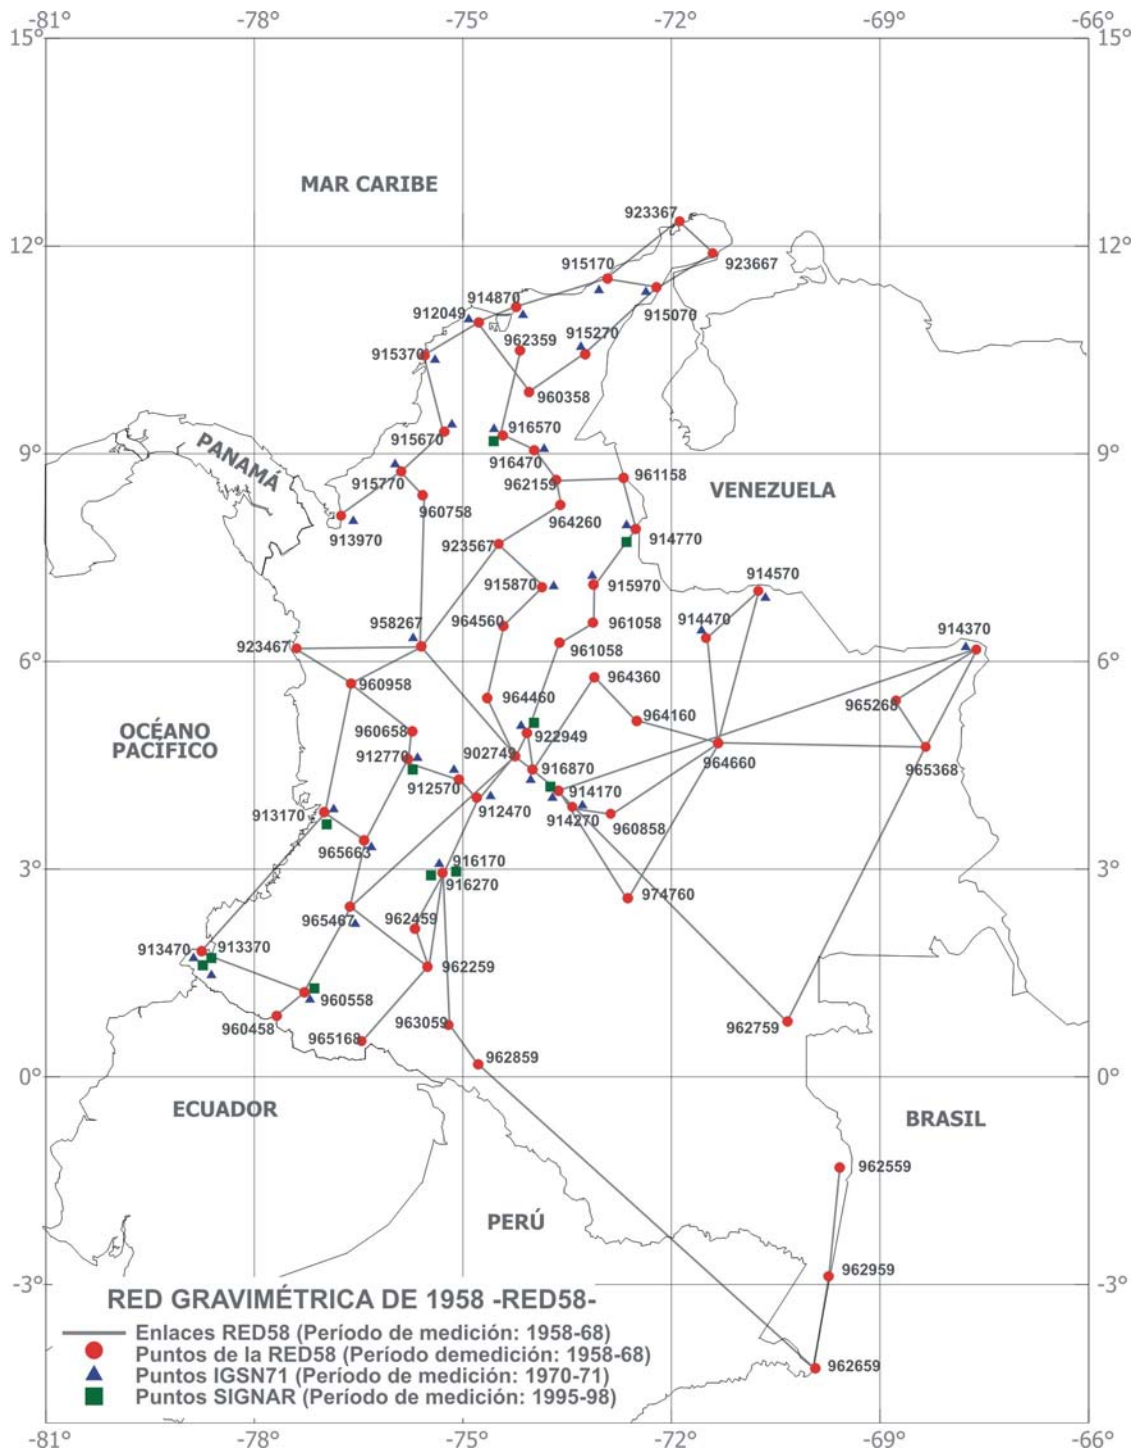 -81° -78° -75° -72° -69° -66°
15° 15°
MAR CARIBE
923367
12° 12°
915170 923667
914870
912049 915070
962359 915270
915370
960358
916570
915670
9° PANAMÁ 916470 9°
915770 962159 961158
VENEZUELA
960758 964260
913970 923567 914770
915870 915970 914570
958267 964560 961058 914470 914370
923467 961058
6° 6°
960958 964360
964460 965268
OCÉANO
PACÍFICO
960658 964160
922949
912770 902749 916870 964660 965368
912570 914170
913170 912470 914270 960858
965663
3° 916170 3°
916270
974760
965467 962459
913470 913370
962259
960558
960458 963059 962759
965168
962859
0° 0°
ECUADOR
BRASIL
962559
PERÚ
962959
-3° -3°
RED GRAVIMÉTRICA DE 1958 -RED58-
Enlaces RED58 (Período de medición: 1958-68)
Puntos de la RED58 (Período demedición: 1958-68)
962659
Puntos IGSN71 (Período de medición: 1970-71)
Puntos SIGNAR (Período de medición: 1995-98)
-81° -78° -75° -72° -69° -66°